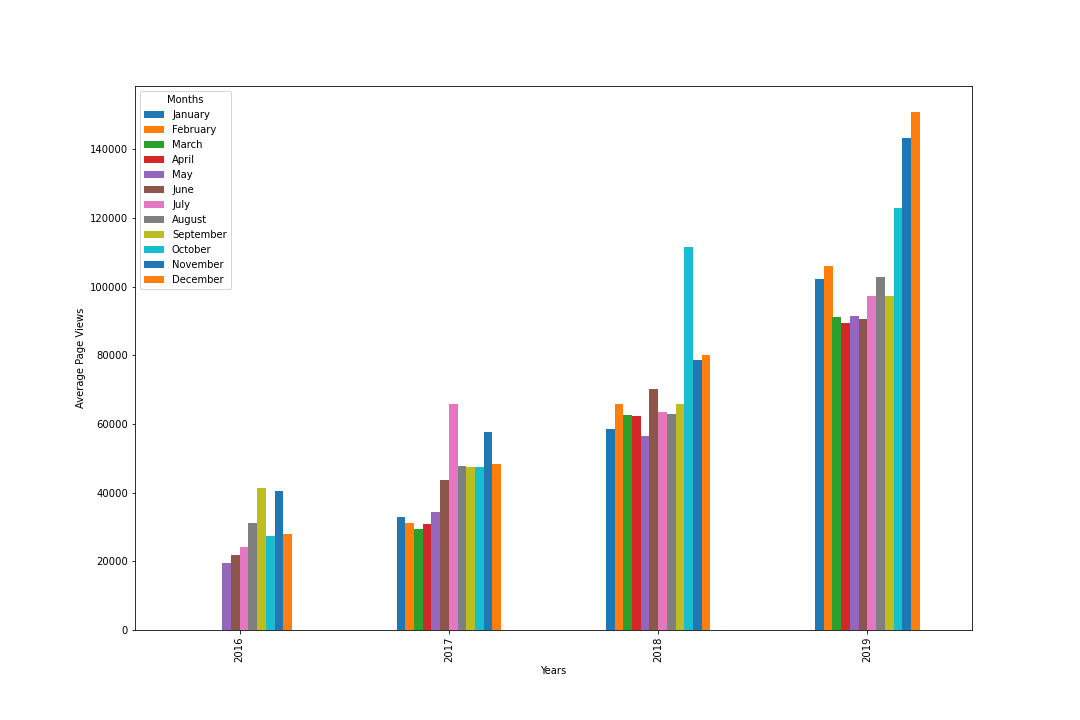 Months
January
February
March
April
May
June
July
August
September
October
November
December
140000
120000
100000
80000
60000
40000
20000
0
Average Page Views
2016
2017
2018
2019
Years